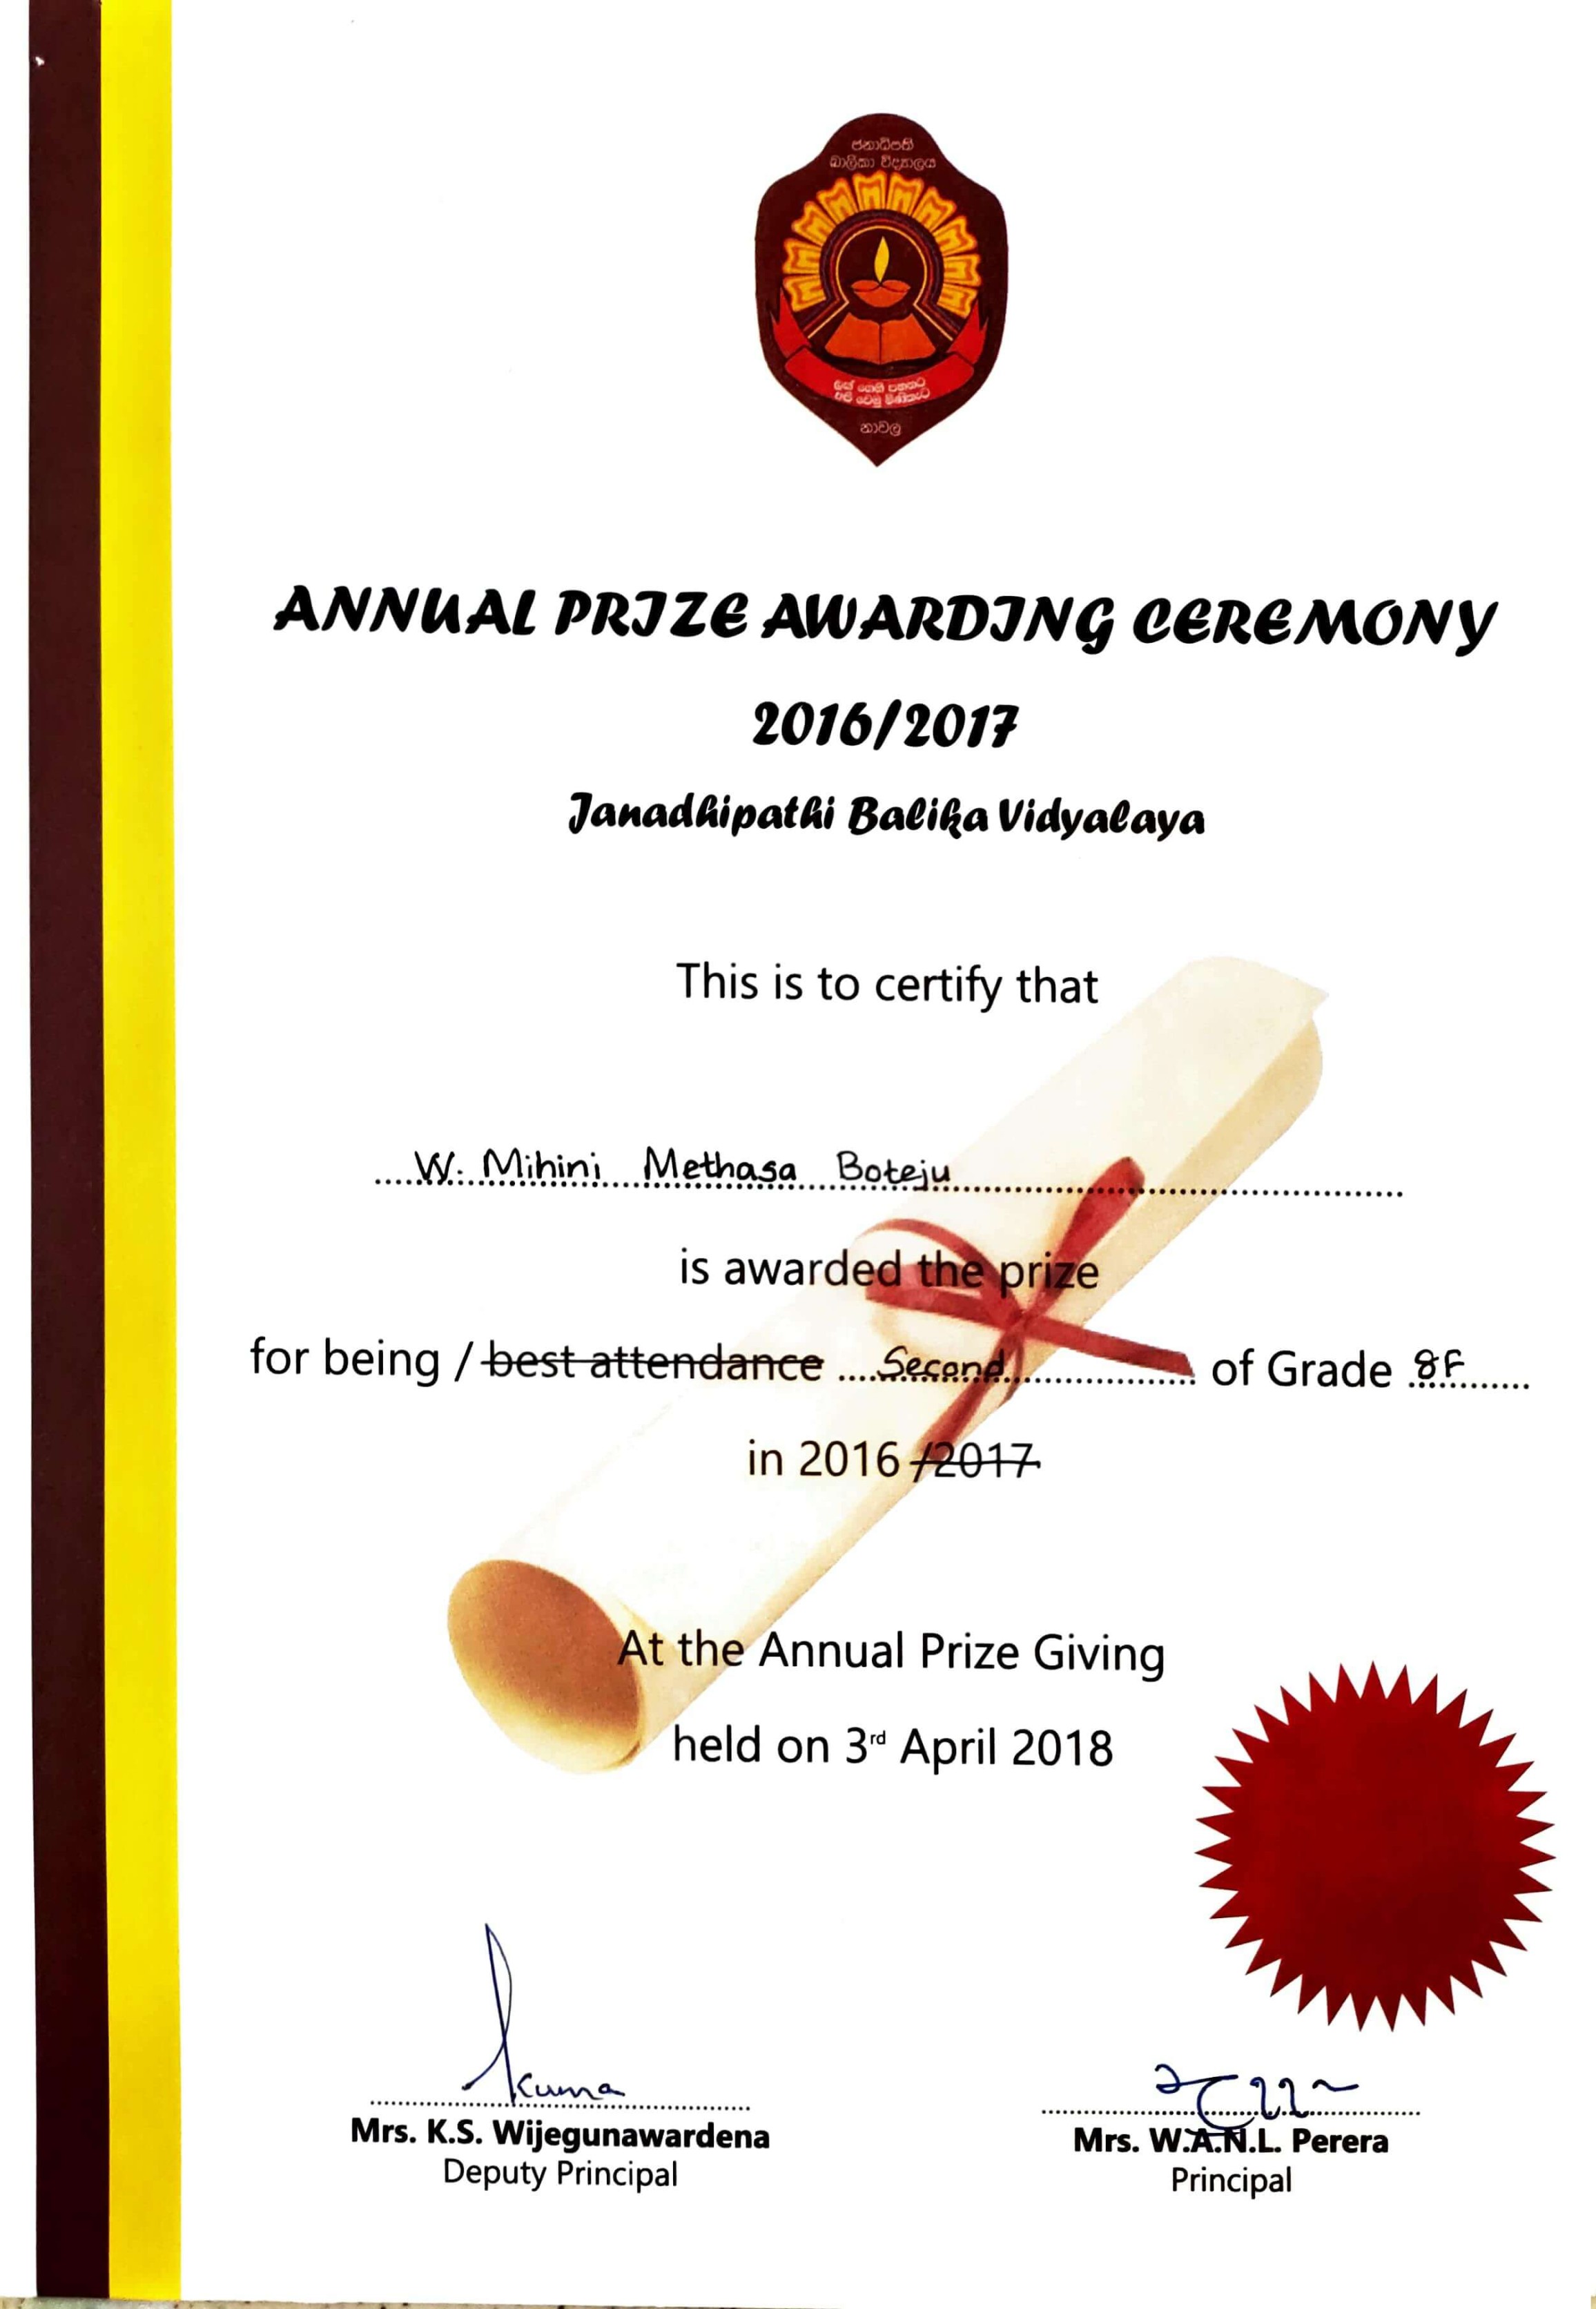 ජනාධිපති
බාලිකා විද්‍යාලය
නාවල
ANNUAL PRIZE AWARDING CEREMONY
2016/2017
Janadhipathi Balika Vidyalaya
This is to certify that
W. Mihini Methasa Boteju
is awarded the prize
for being / best attendance Second of Grade 8F
in 2016 /2017
At the Annual Prize Giving
held on 3rd April 2018
Kuma
Mrs. K.S. Wijegunawardena
Deputy Principal
Mrs. W.A.N.L. Perera
Principal